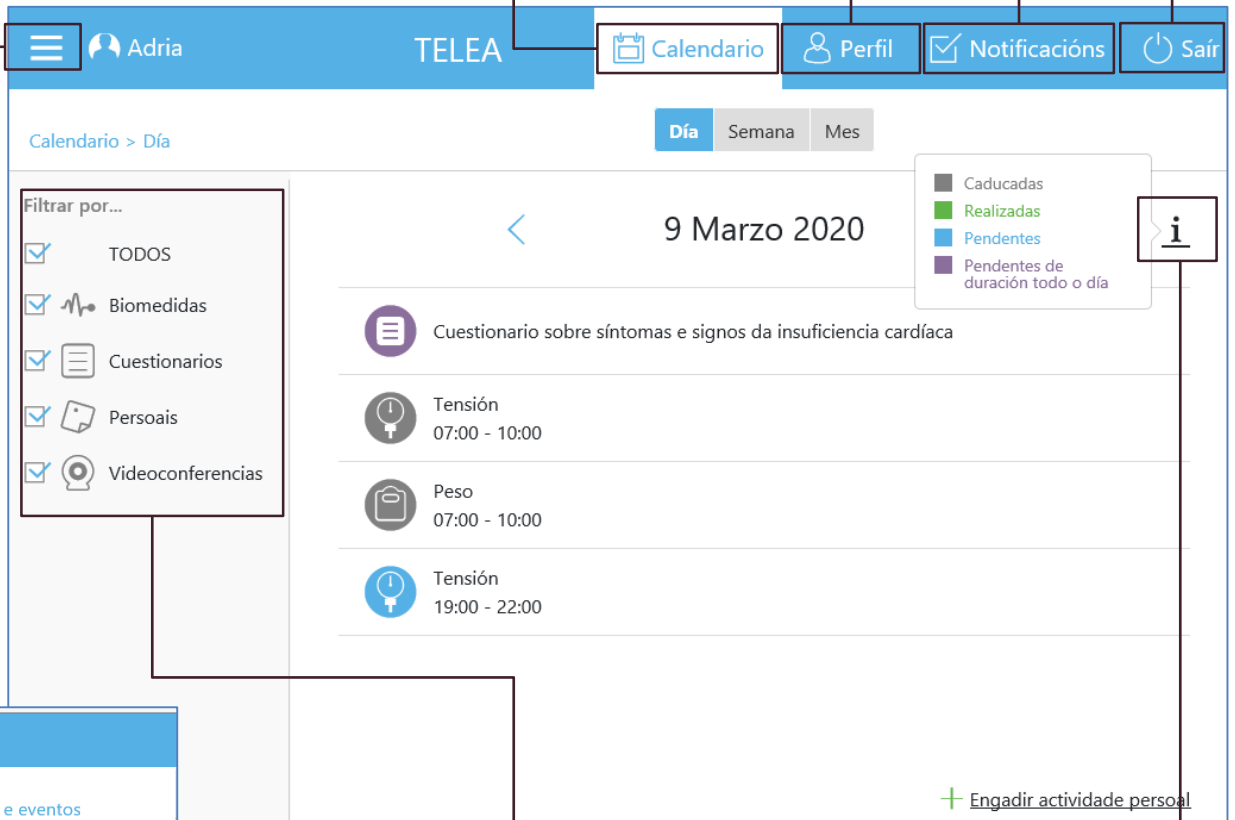 Adria
TELEA
Calendario
Perfil
Notificacións
Saír
Calendario > Día
Día
Semana
Mes
Filtrar por...
TODOS
Biomedidas
Cuestionarios
Persoais
Videoconferencias
9 Marzo 2020
Caducadas
Realizadas
Pendentes
Pendentes de
duración todo o día
i
Cuestionario sobre síntomas e signos da insuficiencia cardíaca
Tensión
07:00 - 10:00
Peso
07:00 - 10:00
Tensión
19:00 - 22:00
e eventos
Engadir actividade persoal